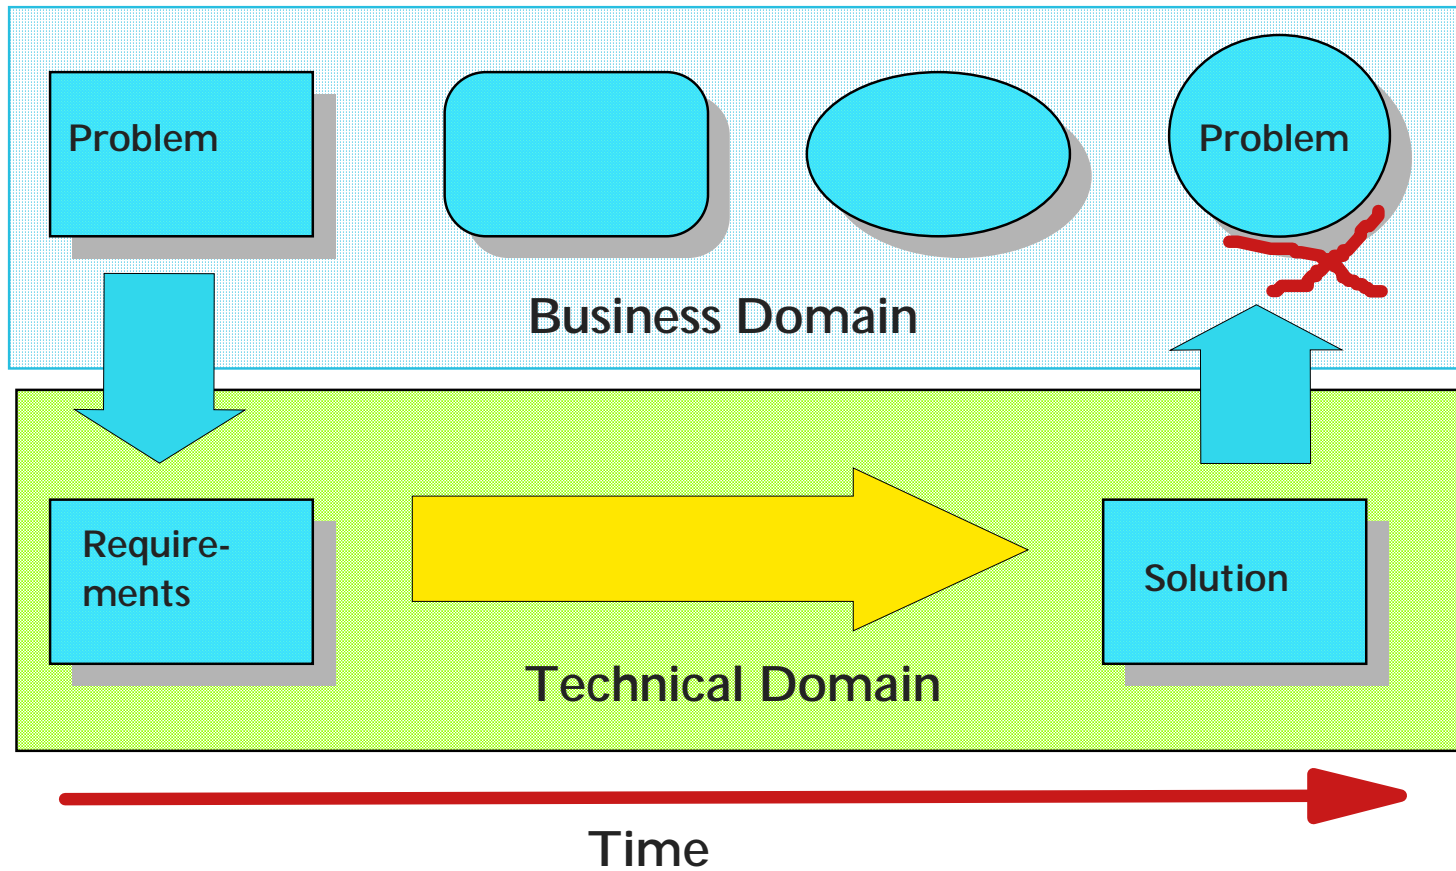 Problem
Problem
Business Domain
Require-
ments
Solution
Technical Domain
Time